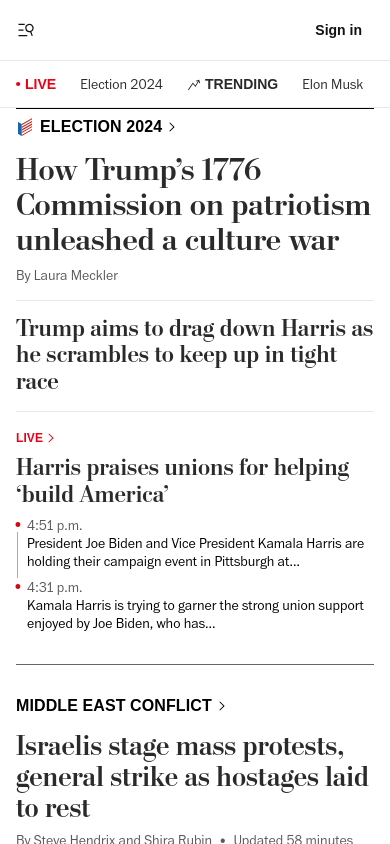 Sign in
LIVE Election 2024 TRENDING Elon Musk
ELECTION 2024
How Trump’s 1776
Commission on patriotism
unleashed a culture war
By Laura Meckler
Trump aims to drag down Harris as
he scrambles to keep up in tight
race
LIVE
Harris praises unions for helping
‘build America’
4:51 p.m.
President Joe Biden and Vice President Kamala Harris are
holding their campaign event in Pittsburgh at...
4:31 p.m.
Kamala Harris is trying to garner the strong union support
enjoyed by Joe Biden, who has...
MIDDLE EAST CONFLICT
Israelis stage mass protests,
general strike as hostages laid
to rest
By Steve Hendrix and Shira Rubin • Updated 58 minutes